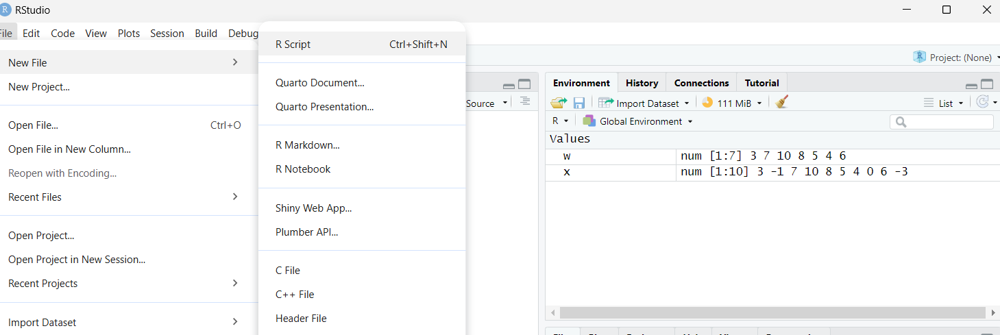 RStudio
File Edit Code View Plots Session Build Debug
New File
New Project...
Open File... Ctrl+O
Open File in New Column...
Reopen with Encoding...
Recent Files
Open Project...
Open Project in New Session...
Recent Projects
Import Dataset
R Script Ctrl+Shift+N
Quarto Document...
Quarto Presentation...
R Markdown...
R Notebook
Shiny Web App...
Plumber API...
C File
C++ File
Header File
Source
Project: (None)
Environment History Connections Tutorial
Import Dataset 111 MiB List
R Global Environment
Values
w num [1:7] 3 7 10 8 5 4 6
x num [1:10] 3 -1 7 10 8 5 4 0 6 -3